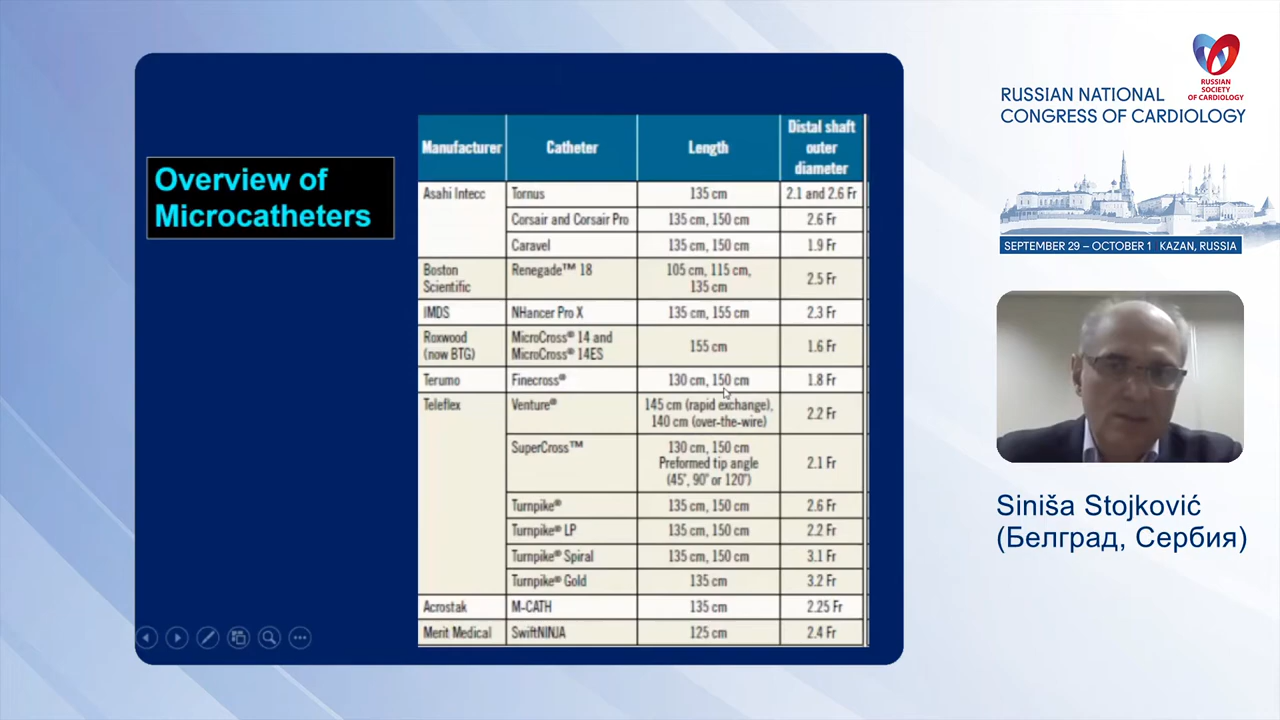 Overview of
Microcatheters
Manufacturer Catheter Length Distal shaft outer diameter
Asahi Intecc Tornus 135 cm 2.1 and 2.6 Fr
Corsair and Corsair Pro 135 cm, 150 cm 2.6 Fr
Caravel 135 cm, 150 cm 1.9 Fr
Boston Scientific Renegade™ 18 105 cm, 115 cm, 135 cm 2.5 Fr
IMDS NHancer Pro X 135 cm, 155 cm 2.3 Fr
Roxwood (now BTG) MicroCross® 14 and MicroCross® 14ES 155 cm 1.6 Fr
Terumo Finecross® 130 cm, 150 cm 1.8 Fr
Teleflex Venture® 145 cm (rapid exchange), 140 cm (over-the-wire) 2.2 Fr
SuperCross™ 130 cm, 150 cm Preformed tip angle (45°, 90° or 120°) 2.1 Fr
Turnpike® 135 cm, 150 cm 2.6 Fr
Turnpike® LP 135 cm, 150 cm 2.2 Fr
Turnpike® Spiral 135 cm, 150 cm 3.1 Fr
Turnpike® Gold 135 cm 3.2 Fr
Acrostak M-CATH 135 cm 2.25 Fr
Merit Medical SwiftNINJA 125 cm 2.4 Fr
RUSSIAN
SOCIETY
OF CARDIOLOGY
RUSSIAN NATIONAL
CONGRESS OF CARDIOLOGY
SEPTEMBER 29 – OCTOBER 1 KAZAN, RUSSIA
Siniša Stojković
(Белград, Сербия)